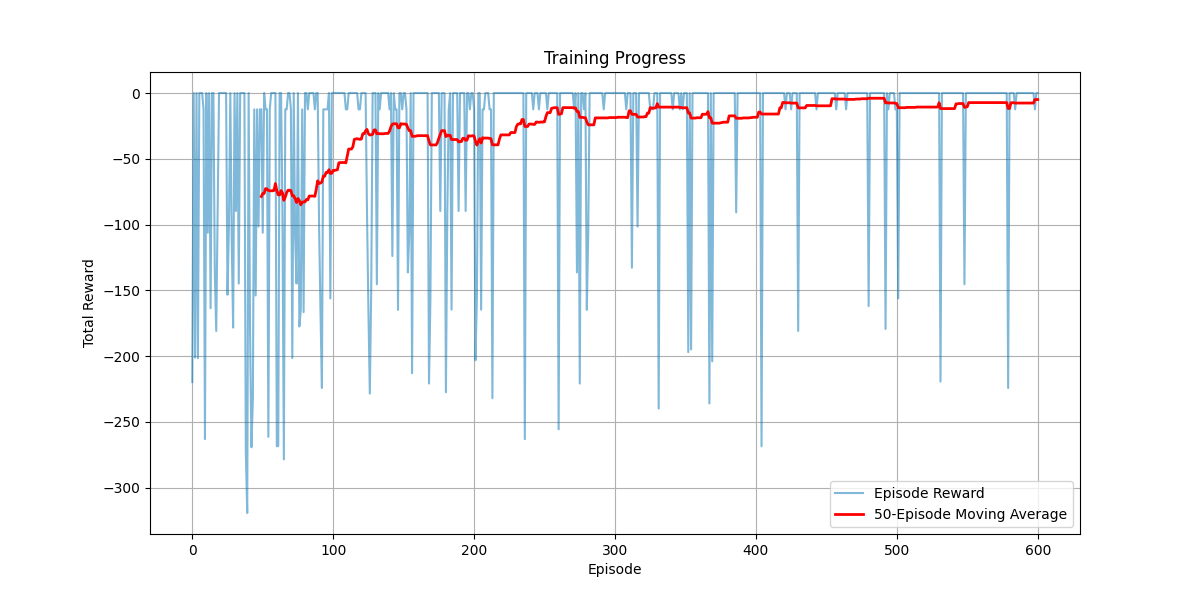 Training Progress
Total Reward
0
−50
−100
−150
−200
−250
−300
0 100 200 300 400 500 600
Episode
Episode Reward
50-Episode Moving Average